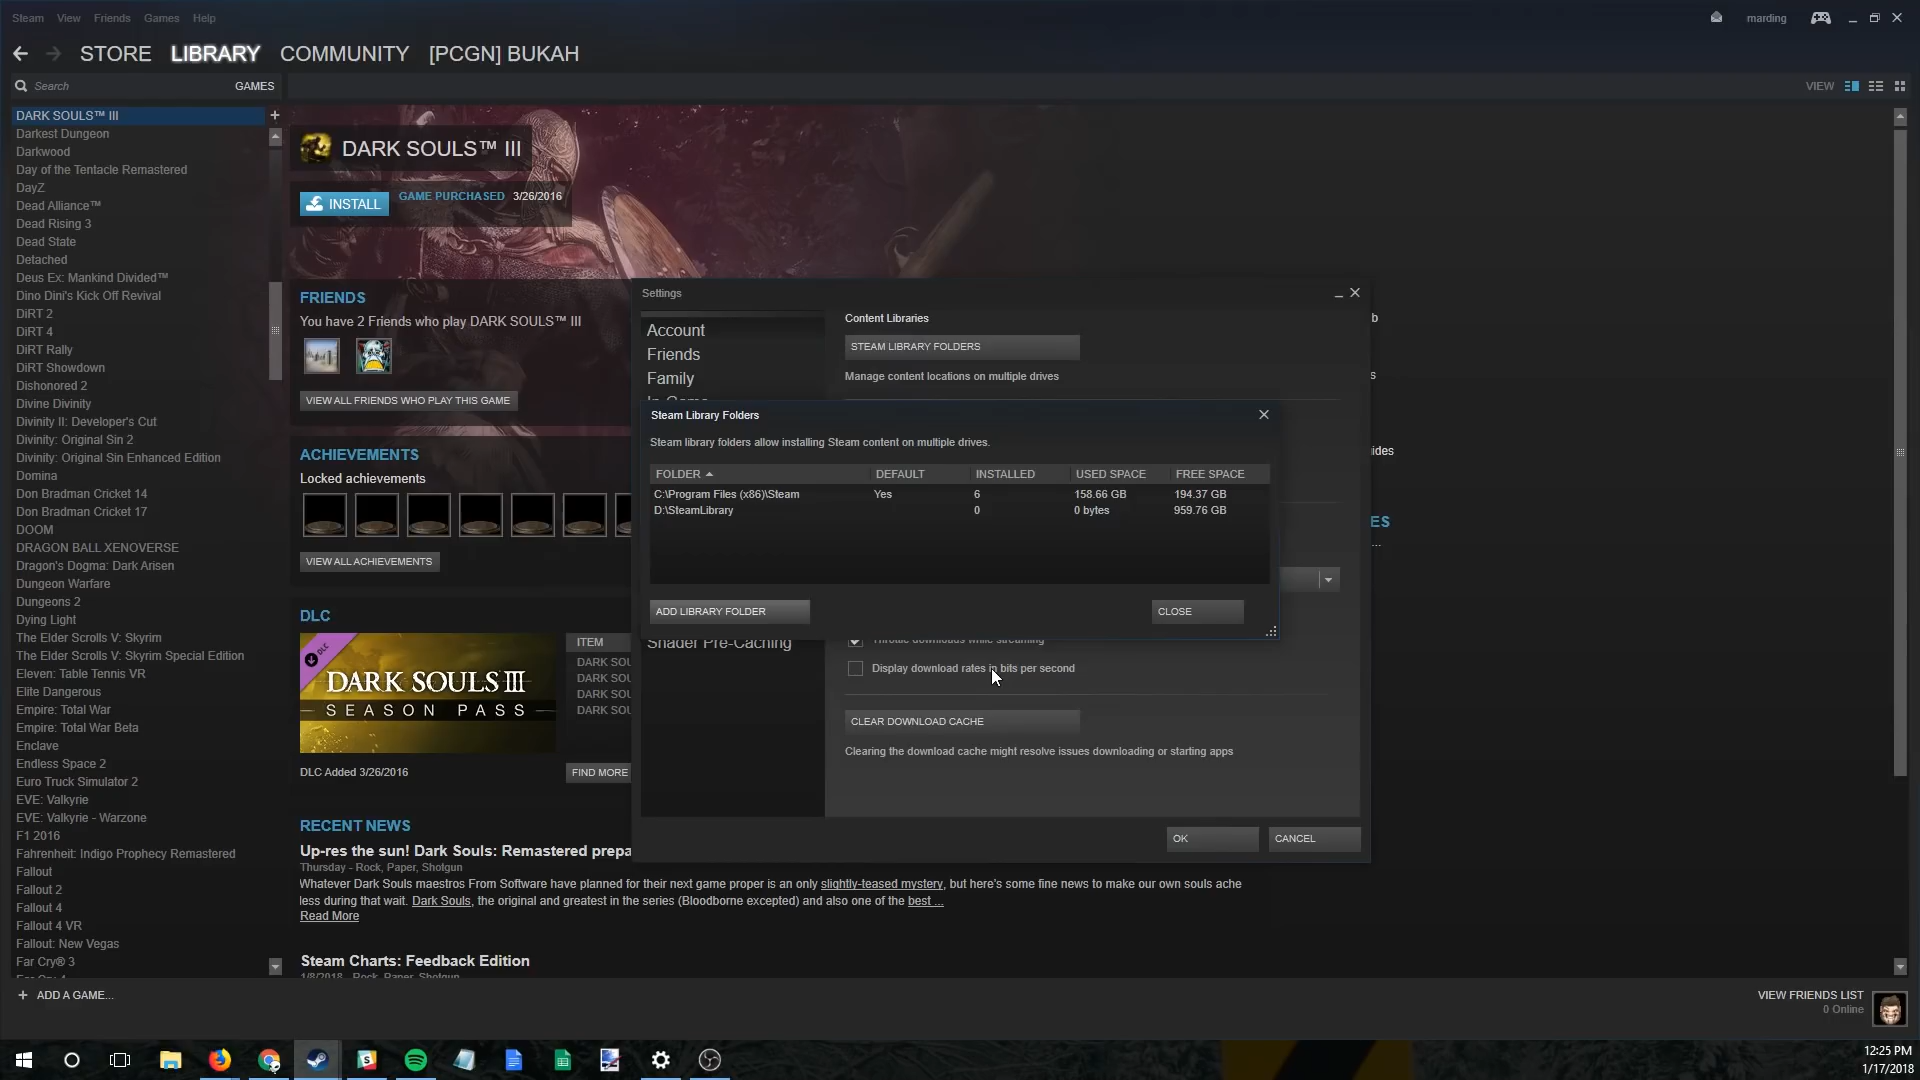 Steam View Friends Games Help
marding
STORE LIBRARY COMMUNITY [PCGN] BUKAH
Search GAMES
VIEW
DARK SOULS™ III
Darkest Dungeon
Darkwood
Day of the Tentacle Remastered
DayZ
Dead Alliance™
Dead Rising 3
Dead State
Detached
Deus Ex: Mankind Divided™
Dino Dini's Kick Off Revival
DiRT 2
DiRT 4
DiRT Rally
DiRT Showdown
Dishonored 2
Divine Divinity
Divinity II: Developer's Cut
Divinity: Original Sin 2
Divinity: Original Sin Enhanced Edition
Domina
Don Bradman Cricket 14
Don Bradman Cricket 17
DOOM
DRAGON BALL XENOVERSE
Dragon's Dogma: Dark Arisen
Dungeon Warfare
Dungeons 2
Dying Light
The Elder Scrolls V: Skyrim
The Elder Scrolls V: Skyrim Special Edition
Eleven: Table Tennis VR
Elite Dangerous
Empire: Total War
Empire: Total War Beta
Enclave
Endless Space 2
Euro Truck Simulator 2
EVE: Valkyrie
EVE: Valkyrie - Warzone
F1 2016
Fahrenheit: Indigo Prophecy Remastered
Fallout
Fallout 2
Fallout 4
Fallout 4 VR
Fallout: New Vegas
Far Cry® 3
+ ADD A GAME...
DARK SOULS™ III
INSTALL
GAME PURCHASED 3/26/2016
FRIENDS
You have 2 Friends who play DARK SOULS™ III
VIEW ALL FRIENDS WHO PLAY THIS GAME
ACHIEVEMENTS
Locked achievements
VIEW ALL ACHIEVEMENTS
DLC
DLC
DARK SOULS III
SEASON PASS
ITEM
DARK SOU
DARK SOU
DARK SOU
DARK SOU
DLC Added 3/26/2016
FIND MORE
RECENT NEWS
Up-res the sun! Dark Souls: Remastered prepa
Thursday - Rock, Paper, Shotgun
Whatever Dark Souls maestros From Software have planned for their next game proper is an only slightly-teased mystery, but here's some fine news to make our own souls ache
less during that wait. Dark Souls, the original and greatest in the series (Bloodborne excepted) and also one of the best ...
Read More
Steam Charts: Feedback Edition
1/8/2018 - Rock, Paper, Shotgun
Settings
Account
Friends
Family
Shader Pre-Caching
Content Libraries
STEAM LIBRARY FOLDERS
Manage content locations on multiple drives
Steam Library Folders
Steam library folders allow installing Steam content on multiple drives.
FOLDER DEFAULT INSTALLED USED SPACE FREE SPACE
C:\Program Files (x86)\Steam Yes 6 158.66 GB 194.37 GB
D:\SteamLibrary 0 0 bytes 959.76 GB
ADD LIBRARY FOLDER CLOSE
Throttle downloads while streaming
Display download rates in bits per second
CLEAR DOWNLOAD CACHE
Clearing the download cache might resolve issues downloading or starting apps
OK CANCEL
b
s
ides
ES
...
VIEW FRIENDS LIST
0 Online
12:25 PM
1/17/2018